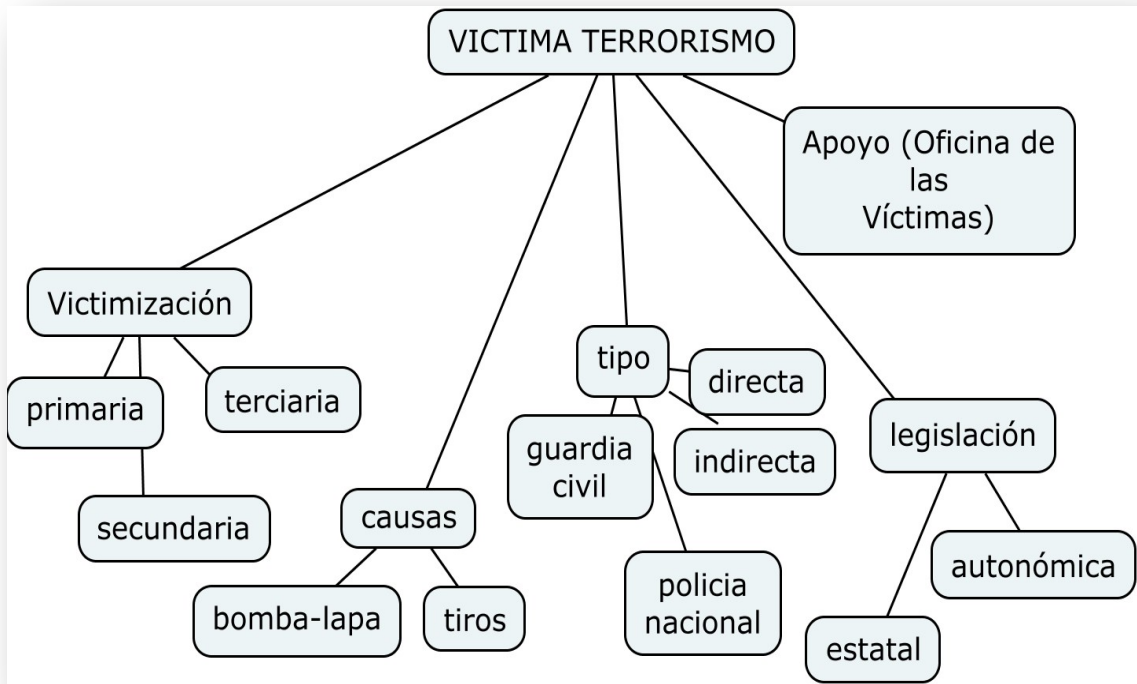 VICTIMA TERRORISMO
Apoyo (Oficina de
las
Víctimas)
Victimización
primaria
terciaria
secundaria
causas
bomba-lapa
tiros
tipo
directa
indirecta
guardia
civil
policia
nacional
legislación
autonómica
estatal